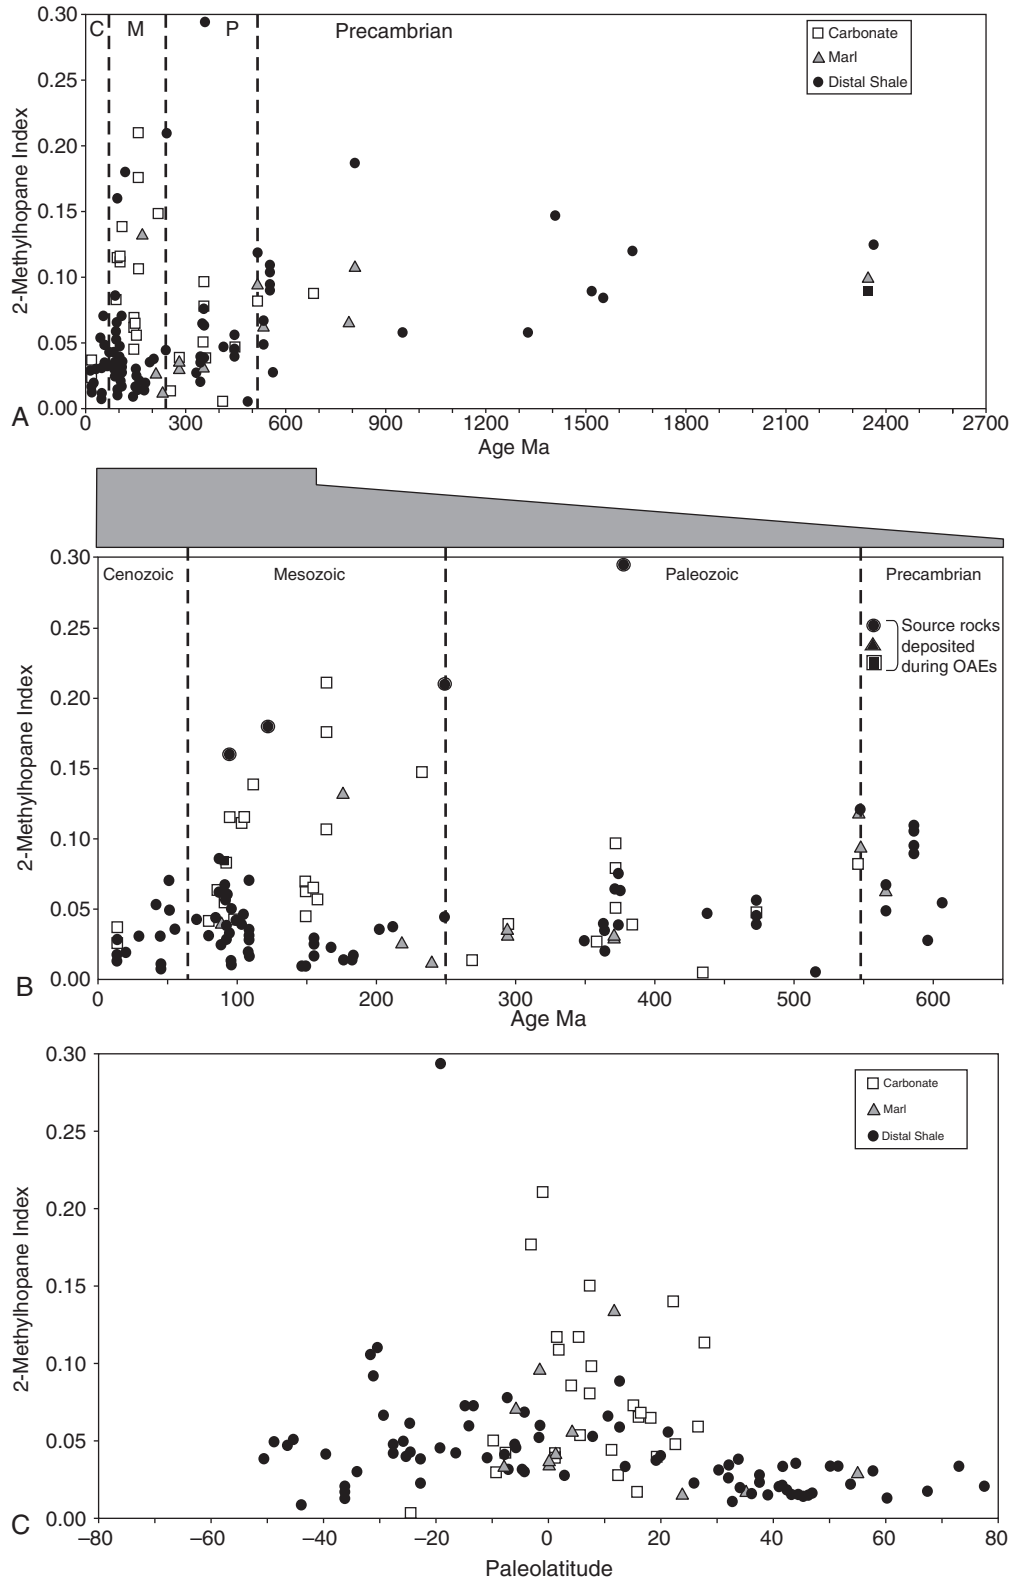 0.30
C
M
P
Precambrian
Carbonate
Marl
Distal Shale
0.25
0.20
0.15
0.10
0.05
0.00
2-Methylhopane Index
A
0 300 600 900 1200 1500 1800 2100 2400 2700
Age Ma
0.30
Cenozoic
Mesozoic
Paleozoic
Precambrian
Source rocks
deposited
during OAEs
0.25
0.20
0.15
0.10
0.05
0.00
2-Methylhopane Index
B
0 100 200 300 400 500 600
Age Ma
0.30
Carbonate
Marl
Distal Shale
0.25
0.20
0.15
0.10
0.05
0.00
2-Methylhopane Index
C
–80 –60 –40 –20 0 20 40 60 80
Paleolatitude